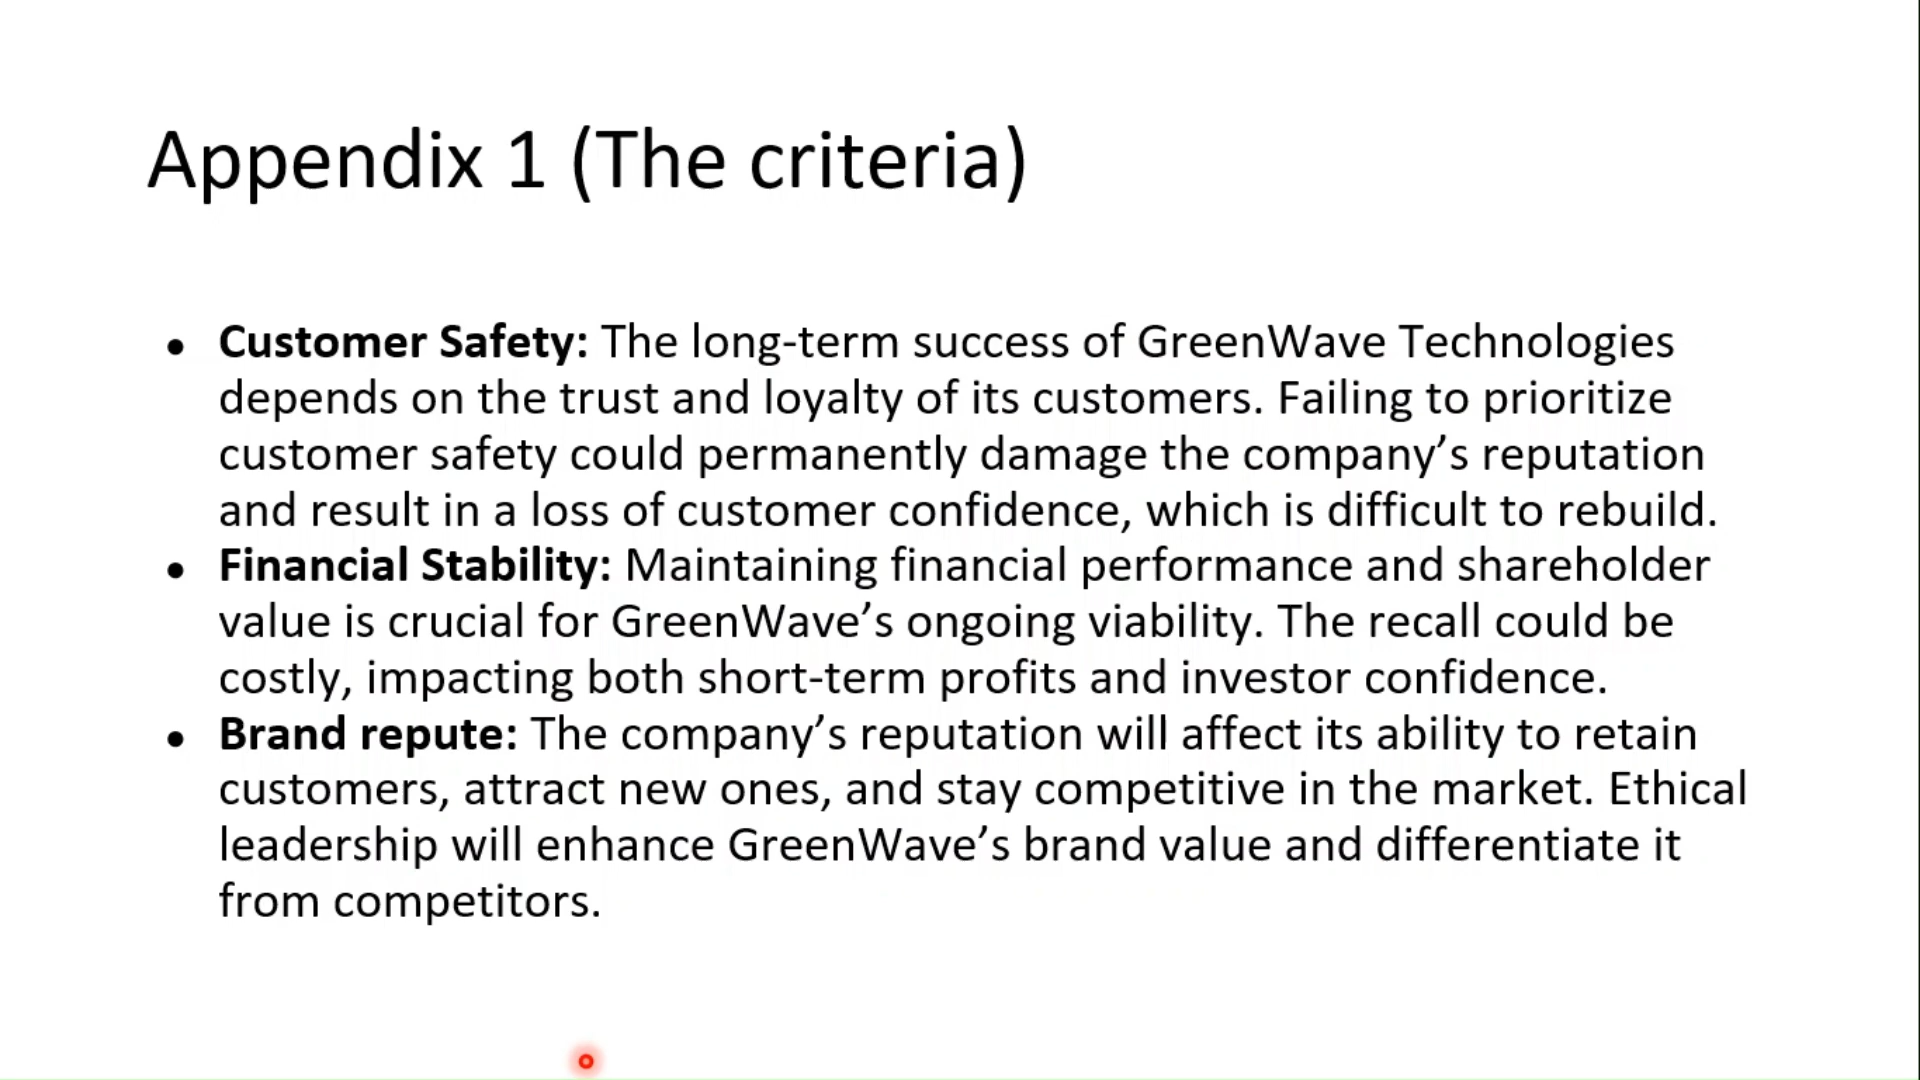 Appendix 1 (The criteria)
• Customer Safety: The long-term success of GreenWave Technologies
depends on the trust and loyalty of its customers. Failing to prioritize
customer safety could permanently damage the company’s reputation
and result in a loss of customer confidence, which is difficult to rebuild.
• Financial Stability: Maintaining financial performance and shareholder
value is crucial for GreenWave’s ongoing viability. The recall could be
costly, impacting both short-term profits and investor confidence.
• Brand repute: The company’s reputation will affect its ability to retain
customers, attract new ones, and stay competitive in the market. Ethical
leadership will enhance GreenWave’s brand value and differentiate it
from competitors.